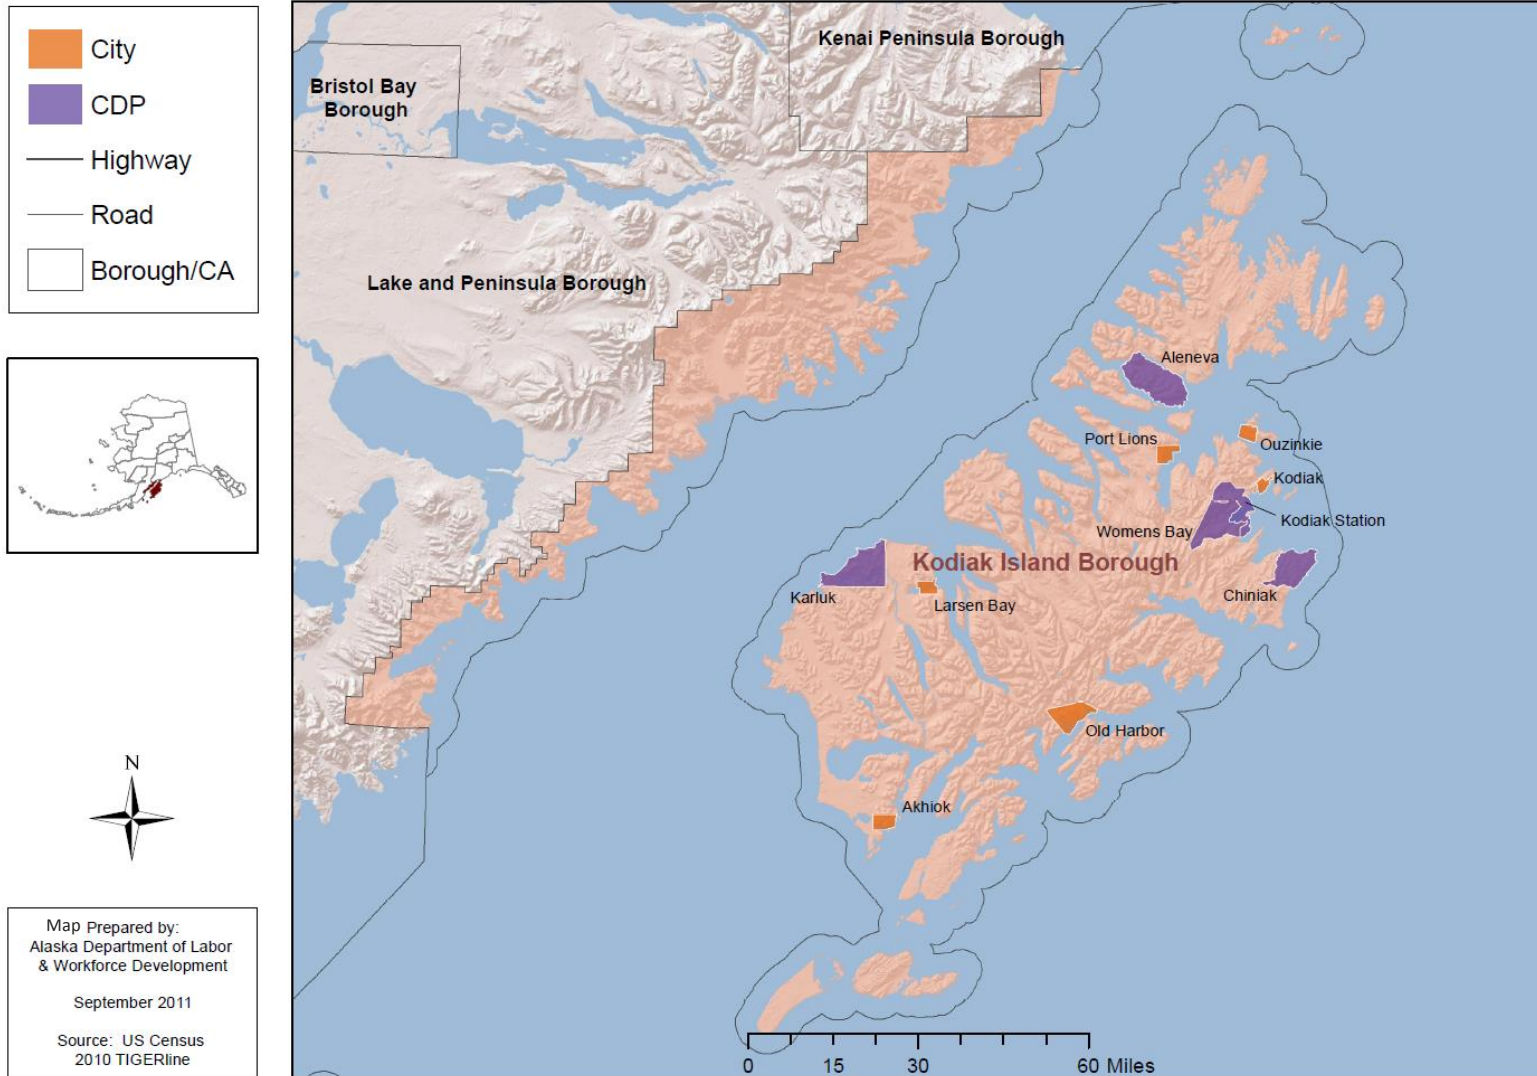 City
CDP
Highway
Road
Borough/CA
N
Map Prepared by:
Alaska Department of Labor
& Workforce Development
September 2011
Source: US Census
2010 TIGERline
Kenai Peninsula Borough
Bristol Bay
Borough
Lake and Peninsula Borough
Aleneva
Port Lions
Ouzinkie
Kodiak
Kodiak Station
Womens Bay
Kodiak Island Borough
Karluk
Larsen Bay
Chiniak
Old Harbor
Akhiok
0 15 30 60 Miles